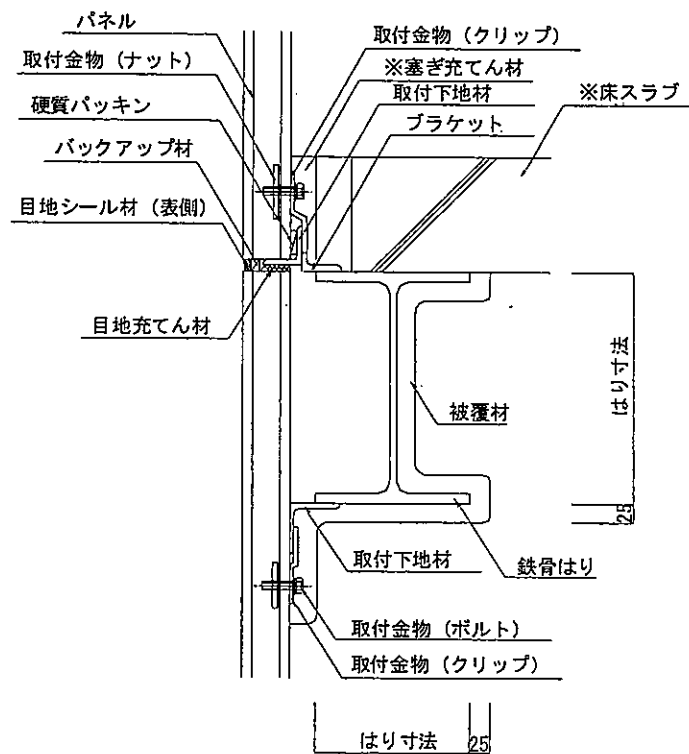 パネル
取付金物（ナット）
硬質パッキン
バックアップ材
目地シール材（表側）
目地充てん材
取付金物（クリップ）
※塞ぎ充てん材
取付下地材
ブラケット
※床スラブ
はり寸法
被覆材
25
取付下地材
鉄骨はり
取付金物（ボルト）
取付金物（クリップ）
はり寸法
25